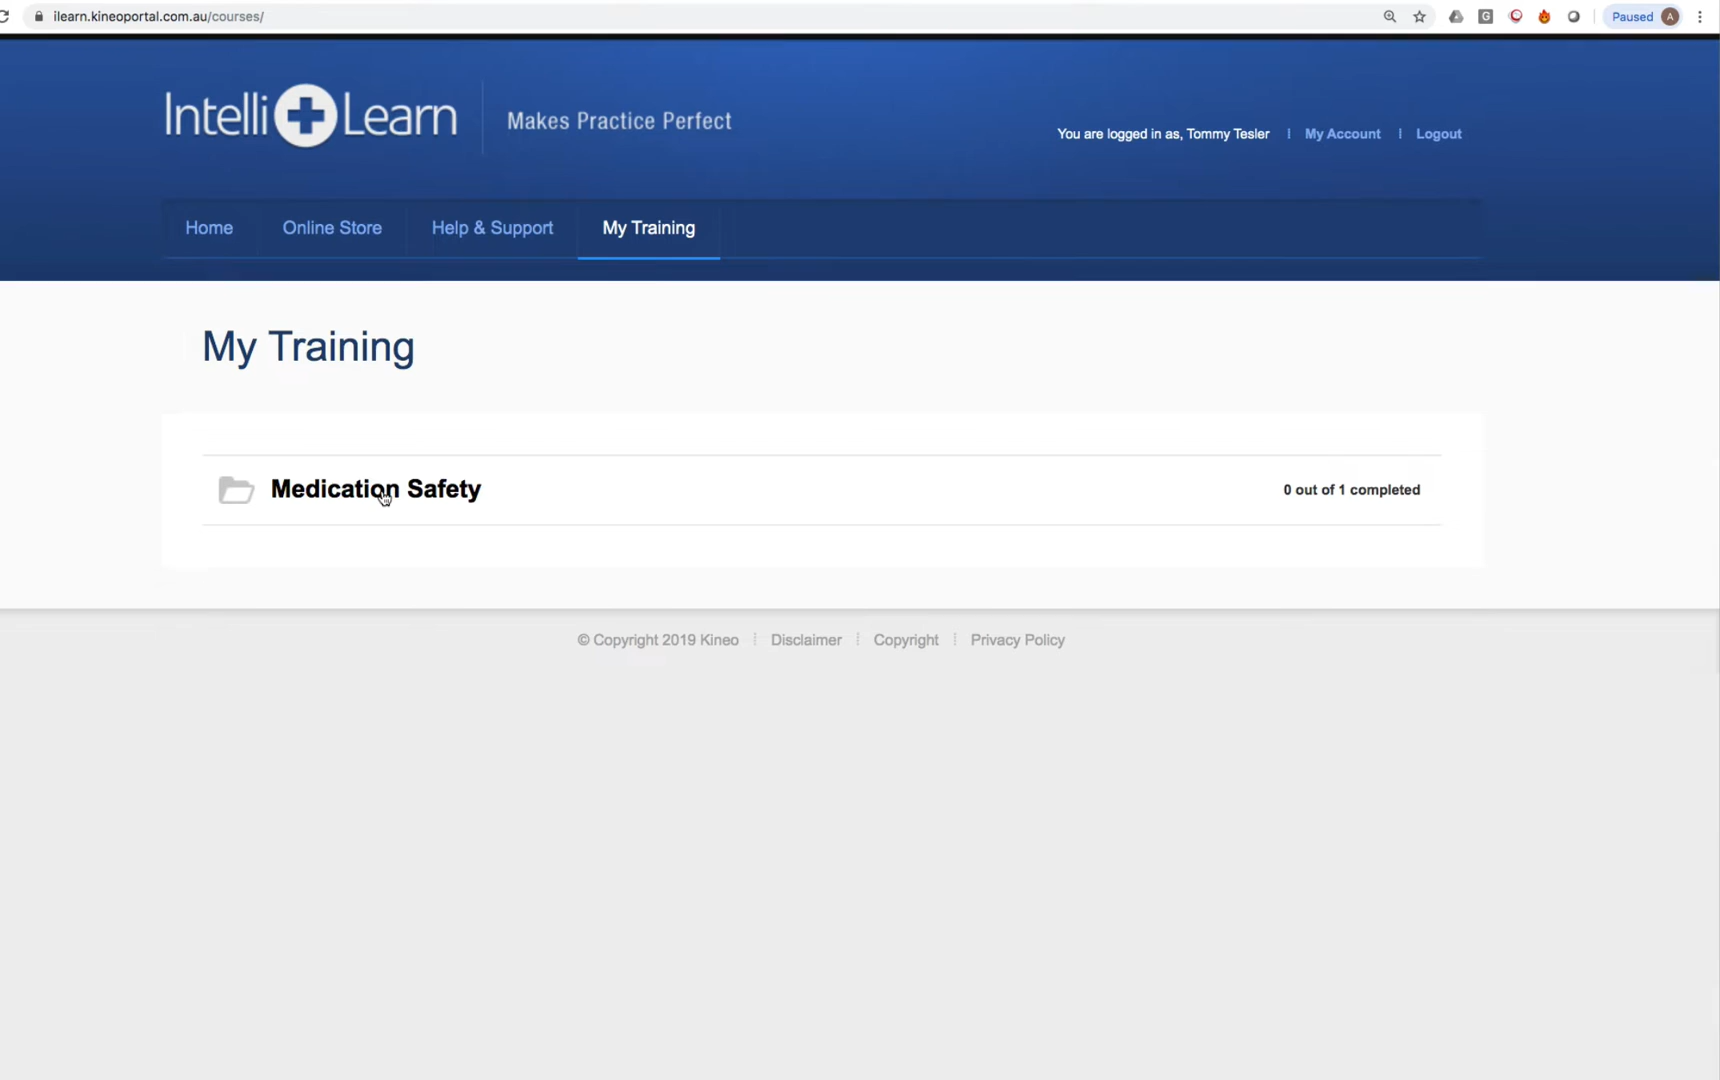 ilearn.kineoportal.com.au/courses/
G
Paused A
Intelli Learn Makes Practice Perfect
You are logged in as, Tommy Tesler My Account Logout
Home Online Store Help & Support My Training
My Training
Medication Safety 0 out of 1 completed
© Copyright 2019 Kineo Disclaimer Copyright Privacy Policy